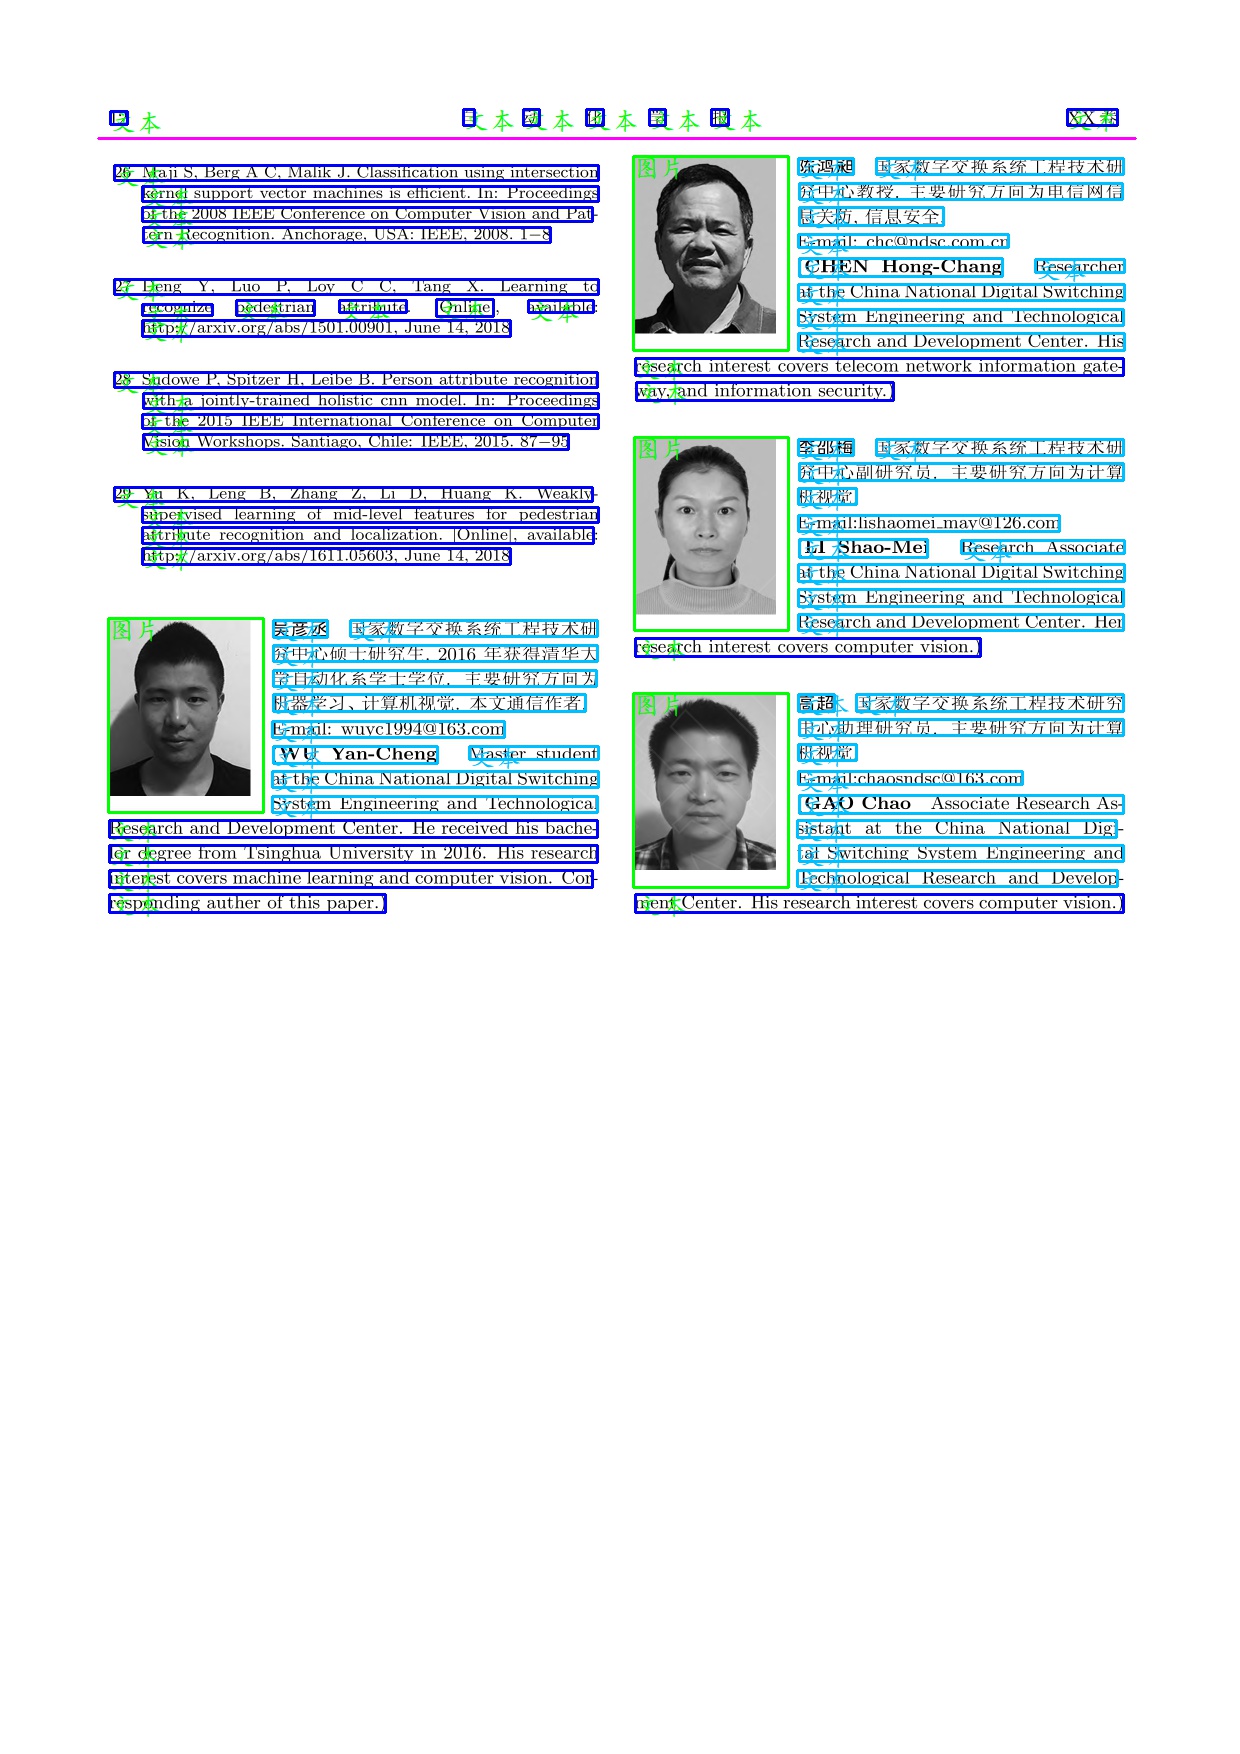 文本 文本 文本 文本 文本 文本 XX 卷
26 Maji S, Berg A C, Malik J. Classification using intersection
kernel support vector machines is efficient. In: Proceedings
of the 2008 IEEE Conference on Computer Vision and Pat-
tern Recognition. Anchorage, USA: IEEE, 2008. 1−8
27 Deng Y, Luo P, Loy C C, Tang X. Learning to
recognize pedestrian attribute. [Online], available:
http://arxiv.org/abs/1501.00901, June 14, 2018
28 Sudowe P, Spitzer H, Leibe B. Person attribute recognition
with a jointly-trained holistic cnn model. In: Proceedings
of the 2015 IEEE International Conference on Computer
Vision Workshops. Santiago, Chile: IEEE, 2015. 87−95
29 Yu K, Leng B, Zhang Z, Li D, Huang K. Weakly-
supervised learning of mid-level features for pedestrian
attribute recognition and localization. [Online], available:
http://arxiv.org/abs/1611.05603, June 14, 2018
图片
吴彦丞 国家数字交换系统工程技术研
究中心硕士研究生. 2016 年获得清华大
学自动化系学士学位. 主要研究方向为
机器学习、计算机视觉. 本文通信作者.
E-mail: wuyc1994@163.com
WU Yan-Cheng Master student
at the China National Digital Switching
System Engineering and Technological
Research and Development Center. He received his bache-
lor degree from Tsinghua University in 2016. His research
interest covers machine learning and computer vision. Cor-
responding auther of this paper.)
图片
陈鸿昶 国家数字交换系统工程技术研
究中心教授. 主要研究方向为电信网信
息关防, 信息安全.
E-mail: chc@ndsc.com.cn
CHEN Hong-Chang Researcher
at the China National Digital Switching
System Engineering and Technological
Research and Development Center. His
research interest covers telecom network information gate-
way, and information security.)
图片
李邵梅 国家数字交换系统工程技术研
究中心副研究员. 主要研究方向为计算
机视觉.
E-mail:lishaomei_may@126.com
LI Shao-Mei Research Associate
at the China National Digital Switching
System Engineering and Technological
Research and Development Center. Her
research interest covers computer vision.)
图片
高超 国家数字交换系统工程技术研究
中心助理研究员. 主要研究方向为计算
机视觉.
E-mail:chaosndsc@163.com
GAO Chao Associate Research As-
sistant at the China National Digi-
tal Switching System Engineering and
Technological Research and Develop-
ment Center. His research interest covers computer vision.)